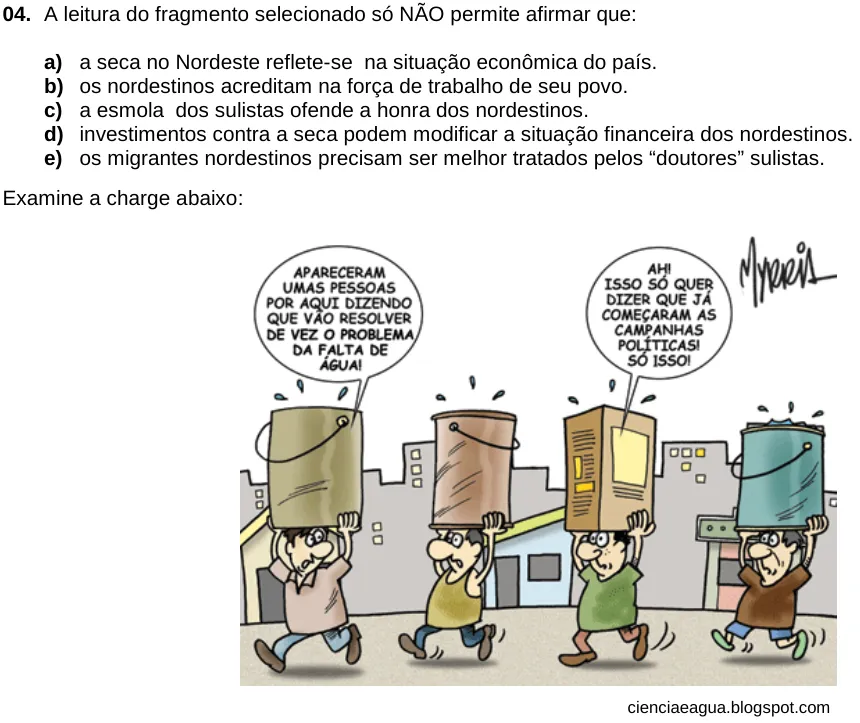 04. A leitura do fragmento selecionado só NÃO permite afirmar que:
a) a seca no Nordeste reflete-se na situação econômica do país.
b) os nordestinos acreditam na força de trabalho de seu povo.
c) a esmola dos sulistas ofende a honra dos nordestinos.
d) investimentos contra a seca podem modificar a situação financeira dos nordestinos.
e) os migrantes nordestinos precisam ser melhor tratados pelos “doutores” sulistas.
Examine a charge abaixo:
APARECERAM
UMAS PESSOAS
POR AQUI DIZENDO
QUE VÃO RESOLVER
DE VEZ O PROBLEMA
DA FALTA DE
ÁGUA!
AH!
ISSO SÓ QUER
DIZER QUE JÁ
COMEÇARAM AS
CAMPANHAS
POLÍTICAS!
SÓ ISSO!
MYRRIA
cienciaeagua.blogspot.com